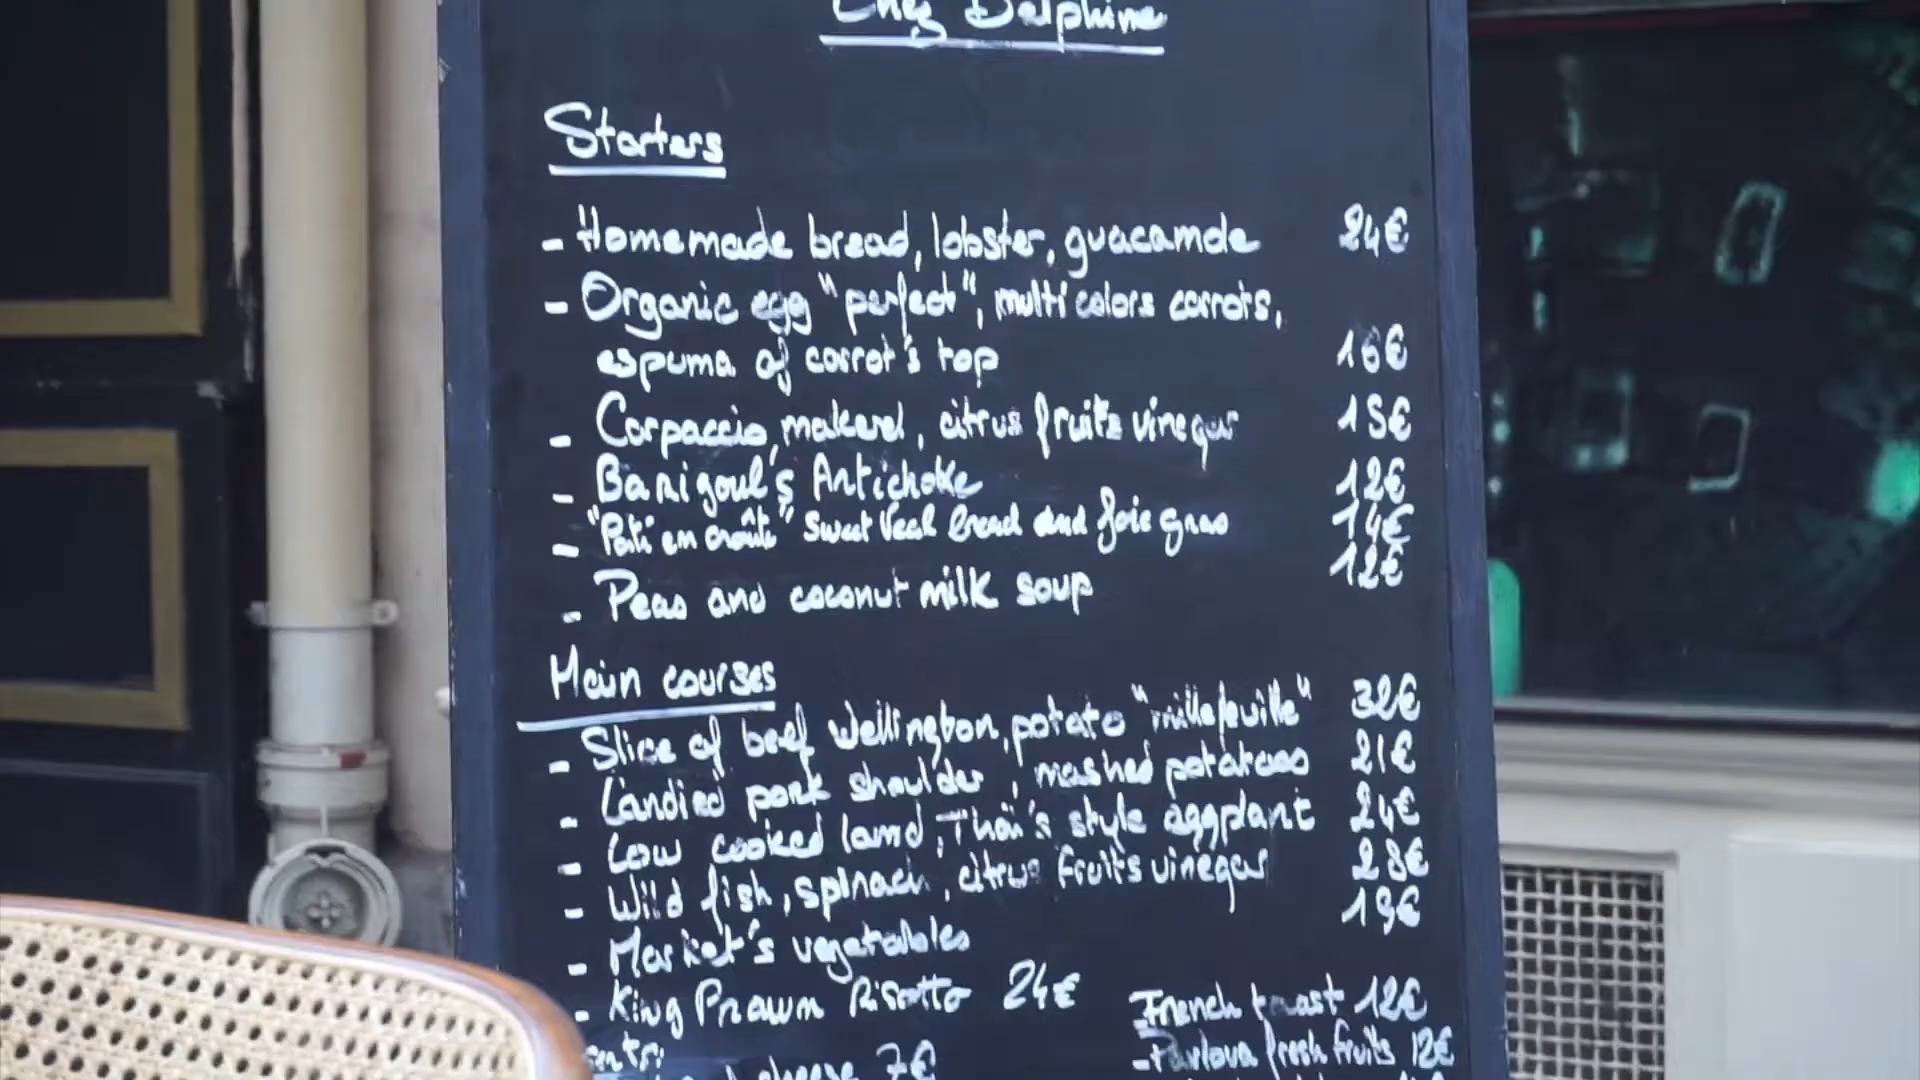 Chez Delphine
Starters
- Homemade bread, lobster, guacamole 24€
- Organic egg "perfect", multi colors carrots,
espuma of carrot's top 16€
- Carpaccio, makerel, citrus fruits vinegar 15€
- Barigoul's Artichoke 12€
- "Pâté en croûte" Sweet Veal bread and foie gras 14€
- Peas and coconut milk soup 12€
Main courses
- Slice of beef Wellington, potato "millefeuille" 32€
- Candied pork shoulder, mashed potatoes 21€
- Low cooked lamb, Thaï's style eggplant 24€
- Wild fish, spinach, citrus fruits vinegar 28€
- Market's vegetables 19€
- King Prawn Risotto 24€
French toast 12€
- Pavlova fresh fruits 12€
cheese 7€